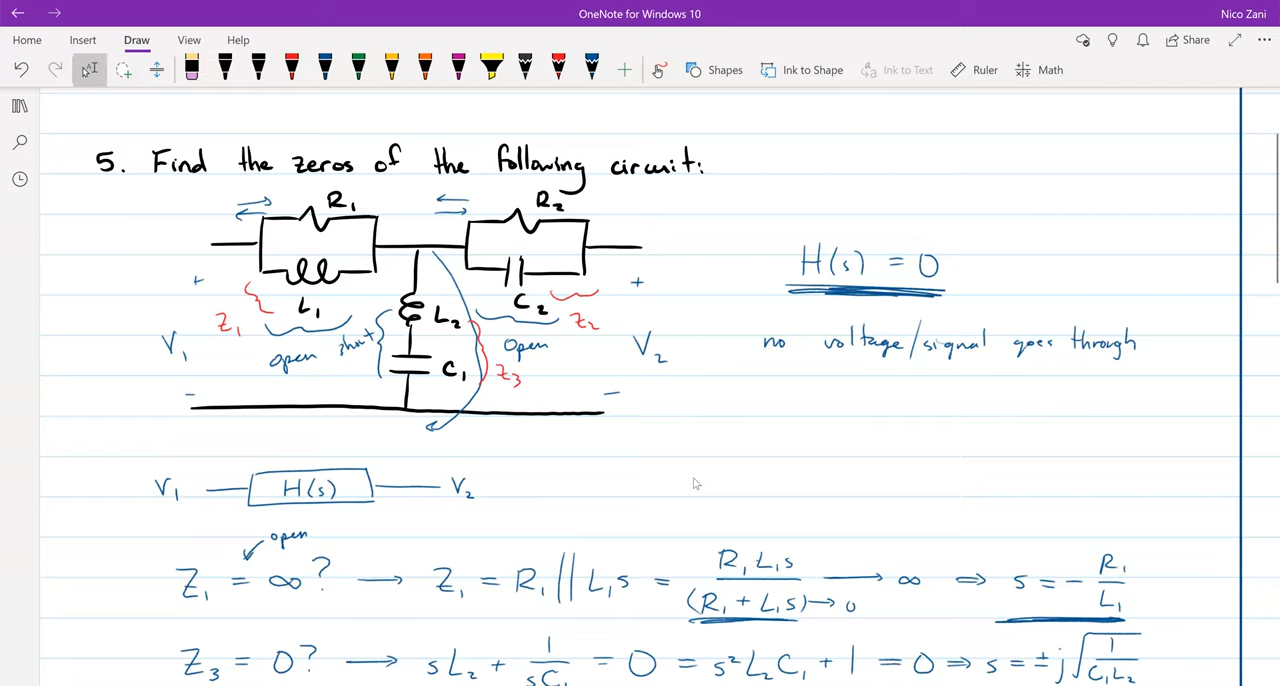 OneNote for Windows 10
Nico Zani
Home Insert Draw View Help
Share
Shapes Ink to Shape Ink to Text Ruler Math
5. Find the zeros of the following circuit:
R₁ R₂
L₁ C₂
L₂
C₁
Z₁ Z₂ Z₃
open short open
+ V₁ -
+ V₂ -
H(s) = 0
no voltage/signal goes through
V₁ H(s) V₂
open
Z₁ = ∞? → Z₁ = R₁ || L₁s = R₁L₁s / (R₁ + L₁s) → 0 → ∞ ⇒ s = - R₁/L₁
Z₃ = 0? → sL₂ + 1/sC₁ = 0 = s²L₂C₁ + 1 = 0 ⇒ s = ±j√(1/C₁L₂)